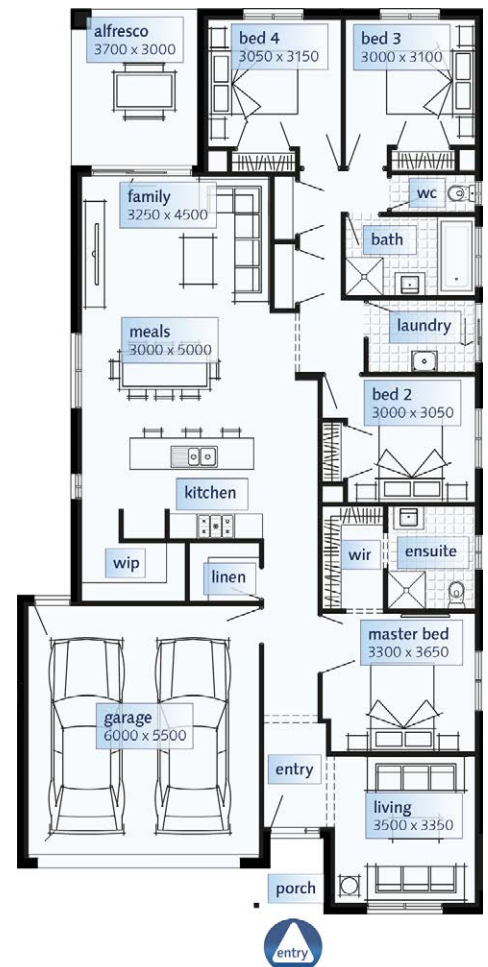 alfresco
3700 x 3000
bed 4
3050 x 3150
bed 3
3000 x 3100
wc
family
3250 x 4500
bath
meals
3000 x 5000
laundry
bed 2
3000 x 3050
kitchen
wip
linen
wir
ensuite
master bed
3300 x 3650
garage
6000 x 5500
entry
living
3500 x 3350
porch
entry